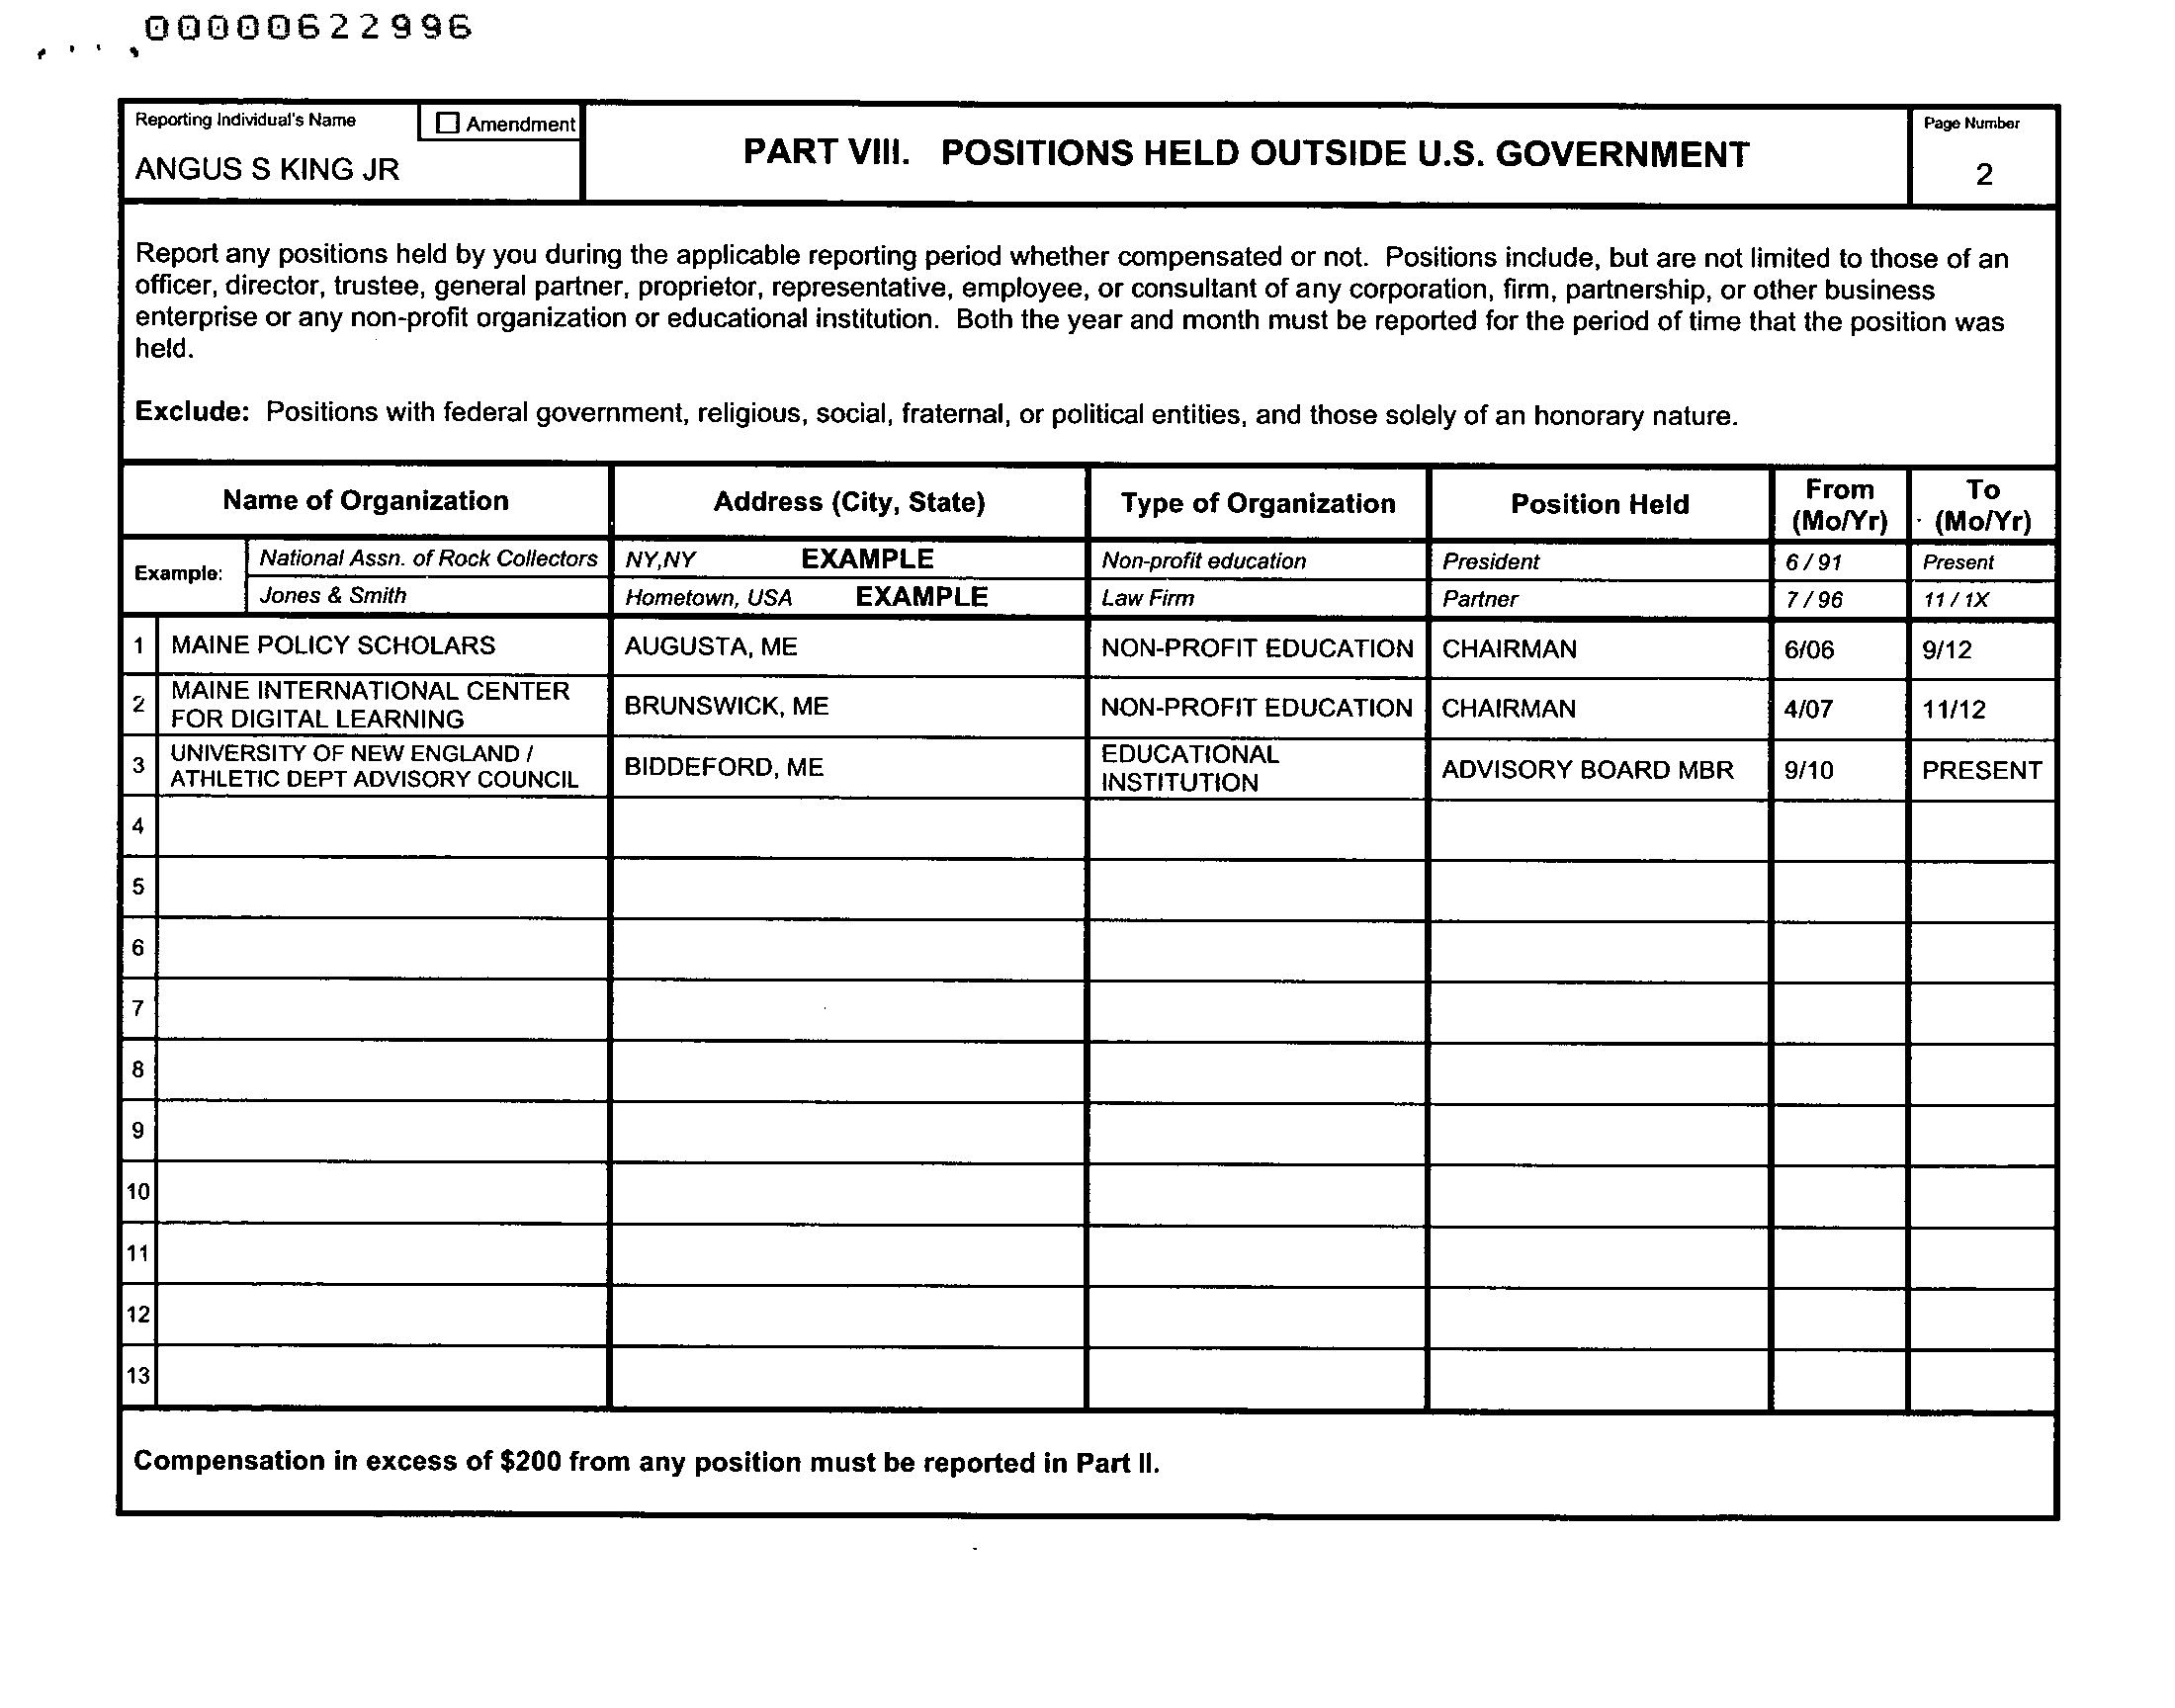 00000622996
Reporting Individual's Name
Amendment
ANGUS S KING JR
PART VIII. POSITIONS HELD OUTSIDE U.S. GOVERNMENT
Page Number
2
Report any positions held by you during the applicable reporting period whether compensated or not. Positions include, but are not limited to those of an
officer, director, trustee, general partner, proprietor, representative, employee, or consultant of any corporation, firm, partnership, or other business
enterprise or any non-profit organization or educational institution. Both the year and month must be reported for the period of time that the position was
held.
Exclude: Positions with federal government, religious, social, fraternal, or political entities, and those solely of an honorary nature.
Name of Organization
Address (City, State)
Type of Organization
Position Held
From
(Mo/Yr)
To
(Mo/Yr)
Example:
National Assn. of Rock Collectors
NY,NY EXAMPLE
Non-profit education
President
6 / 91
Present
Jones & Smith
Hometown, USA EXAMPLE
Law Firm
Partner
7 / 96
11 / 1X
1
MAINE POLICY SCHOLARS
AUGUSTA, ME
NON-PROFIT EDUCATION
CHAIRMAN
6/06
9/12
2
MAINE INTERNATIONAL CENTER
FOR DIGITAL LEARNING
BRUNSWICK, ME
NON-PROFIT EDUCATION
CHAIRMAN
4/07
11/12
3
UNIVERSITY OF NEW ENGLAND /
ATHLETIC DEPT ADVISORY COUNCIL
BIDDEFORD, ME
EDUCATIONAL
INSTITUTION
ADVISORY BOARD MBR
9/10
PRESENT
4
5
6
7
8
9
10
11
12
13
Compensation in excess of $200 from any position must be reported in Part II.